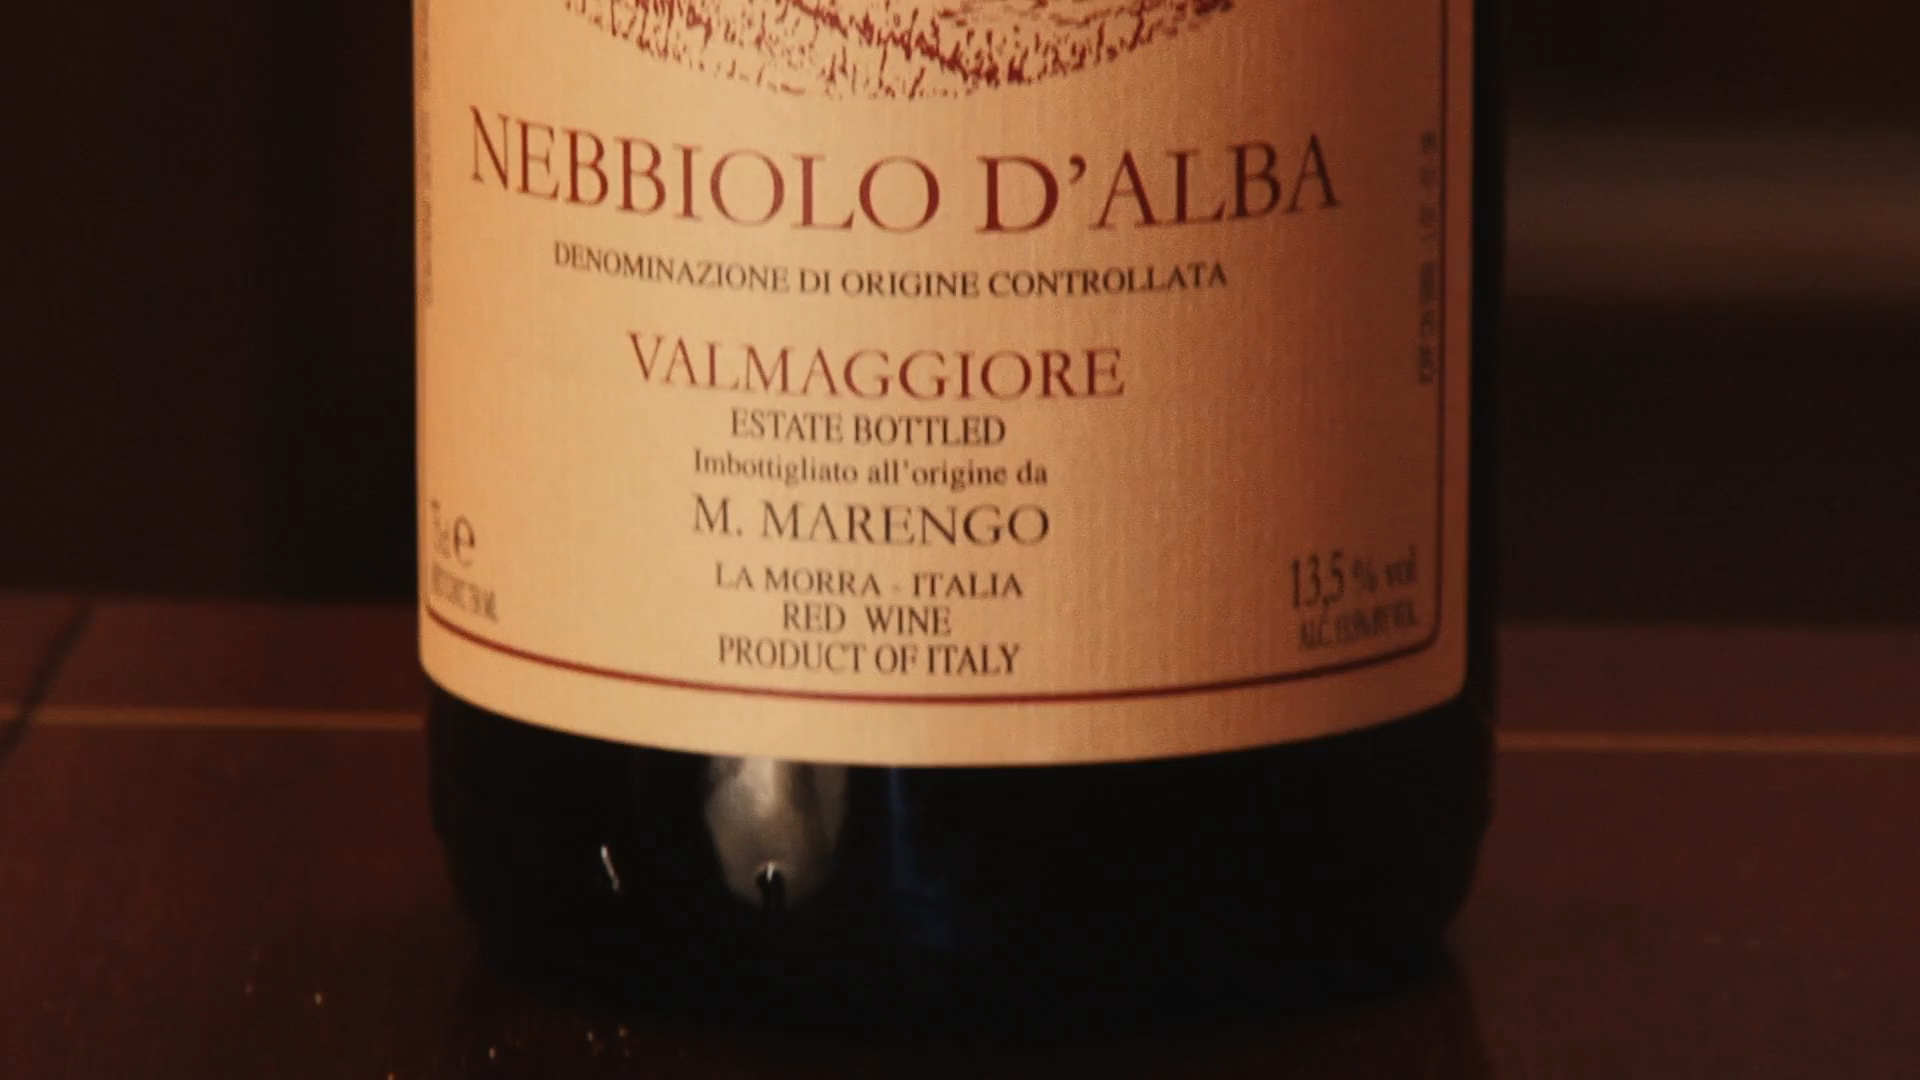 NEBBIOLO D'ALBA
DENOMINAZIONE DI ORIGINE CONTROLLATA
VALMAGGIORE
ESTATE BOTTLED
Imbottigliato all'origine da
M. MARENGO
LA MORRA - ITALIA
RED WINE
PRODUCT OF ITALY
e
13,5 % vol